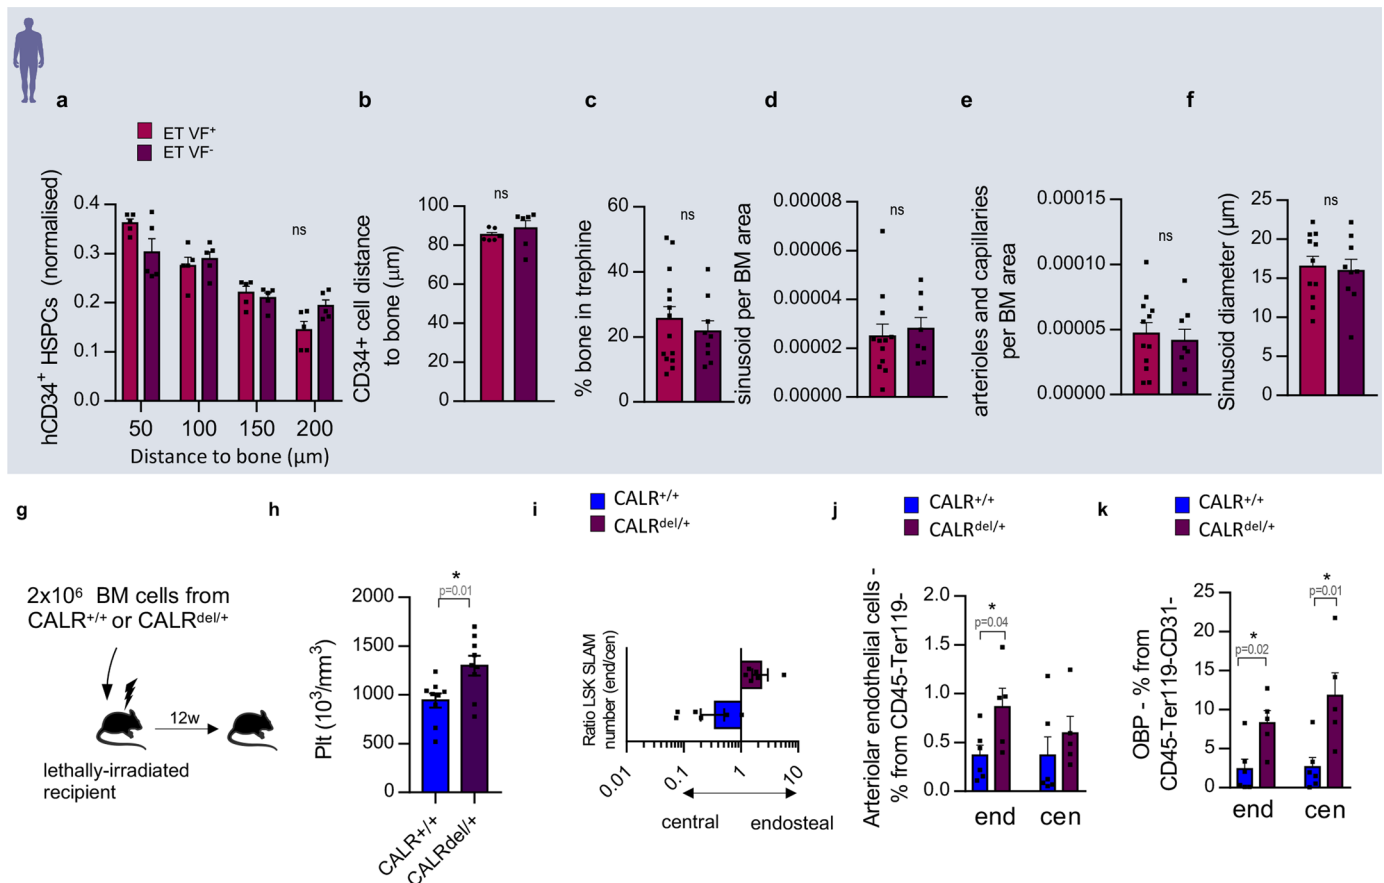 a
ET VF+
ET VF-
hCD34+ HSPCs (normalised)
0.4
0.3
0.2
0.1
0.0
ns
50 100 150 200
Distance to bone (µm)
b
CD34+ cell distance
to bone (µm)
100
80
60
40
20
0
ns
c
% bone in trephine
60
40
20
0
ns
d
sinusoid per BM area
0.00008
0.00006
0.00004
0.00002
0.00000
ns
e
arterioles and capillaries
per BM area
0.00015
0.00010
0.00005
0.00000
ns
f
Sinusoid diameter (µm)
25
20
15
10
5
0
ns
g
2x10⁶ BM cells from
CALR+/+ or CALRdel/+
12w
lethally-irradiated
recipient
h
Plt (10³/mm³)
2000
1500
1000
500
0
*
p=0.01
CALR+/+
CALRdel/+
i
CALR+/+
CALRdel/+
Ratio LSK SLAM
number (end/cen)
0.01 0.1 1 10
central endosteal
j
CALR+/+
CALRdel/+
Arteriolar endothelial cells -
% from CD45-Ter119-
2.0
1.5
1.0
0.5
0.0
*
p=0.04
end cen
k
CALR+/+
CALRdel/+
OBP - % from
CD45-Ter119-CD31-
25
20
15
10
5
0
*
p=0.02
*
p=0.01
end cen